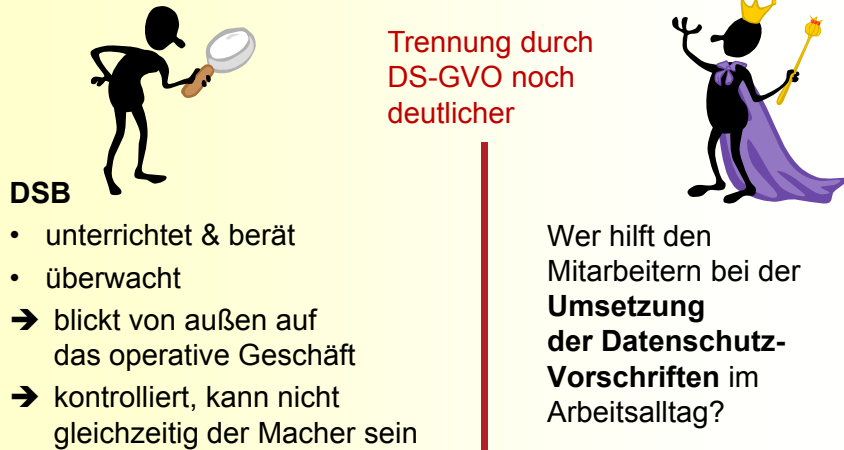 Trennung durch
DS-GVO noch
deutlicher
DSB
• unterrichtet & berät
• überwacht
➔ blickt von außen auf
das operative Geschäft
➔ kontrolliert, kann nicht
gleichzeitig der Macher sein
Wer hilft den
Mitarbeitern bei der
Umsetzung
der Datenschutz-
Vorschriften im
Arbeitsalltag?